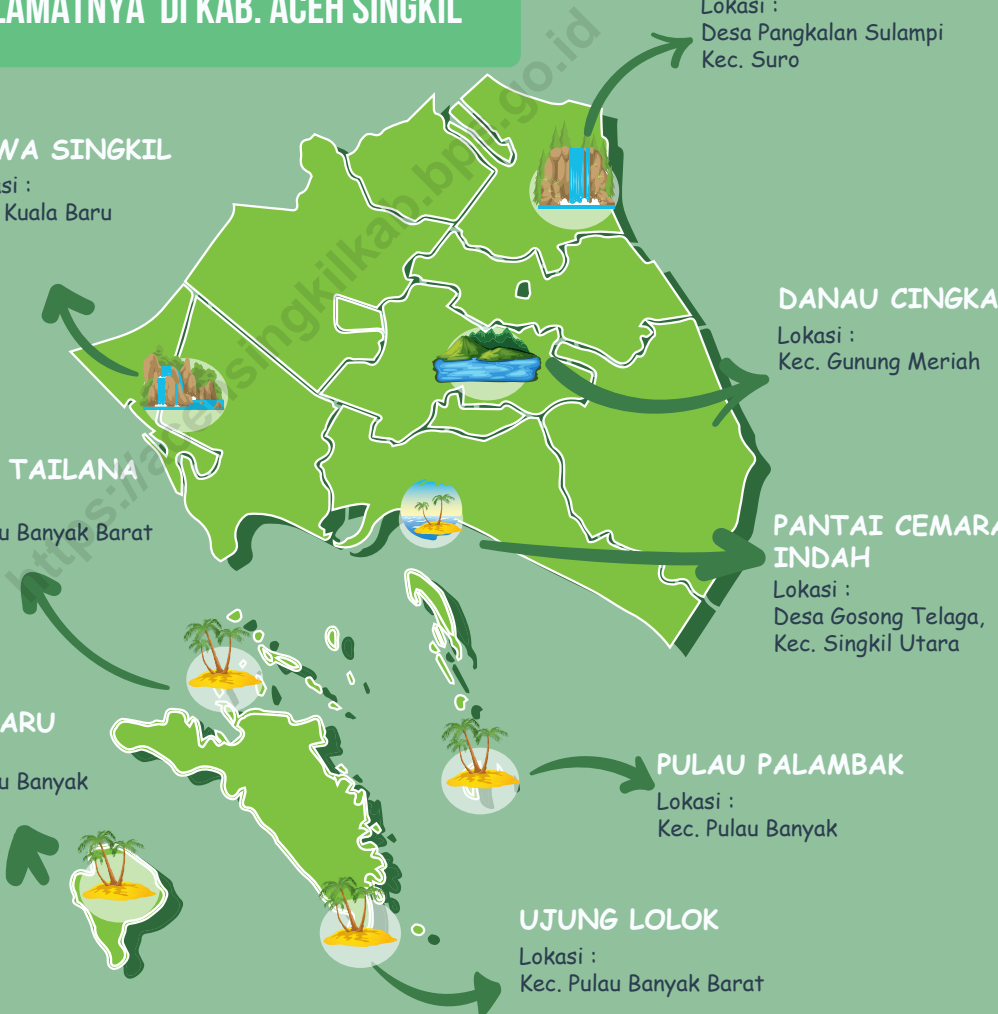 LAMATNYA DI KAB. ACEH SINGKIL
Lokasi :
Desa Pangkalan Sulampi
Kec. Suro
WA SINGKIL
si :
Kuala Baru
DANAU CINGKA
Lokasi :
Kec. Gunung Meriah
TAILANA
u Banyak Barat
PANTAI CEMARA
INDAH
Lokasi :
Desa Gosong Telaga,
Kec. Singkil Utara
ARU
u Banyak
PULAU PALAMBAK
Lokasi :
Kec. Pulau Banyak
UJUNG LOLOK
Lokasi :
Kec. Pulau Banyak Barat
https://acehsingkilkab.bps.go.id